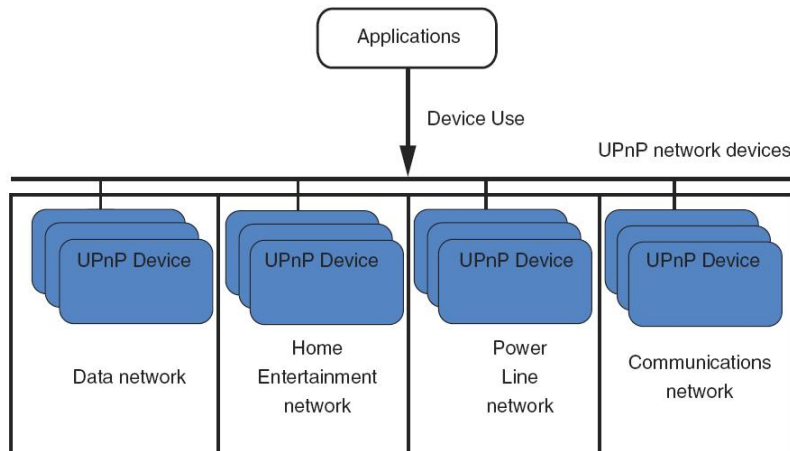 Applications
Device Use
UPnP network devices
UPnP Device
UPnP Device
UPnP Device
UPnP Device
Data network
Home
Entertainment
network
Power
Line
network
Communications
network